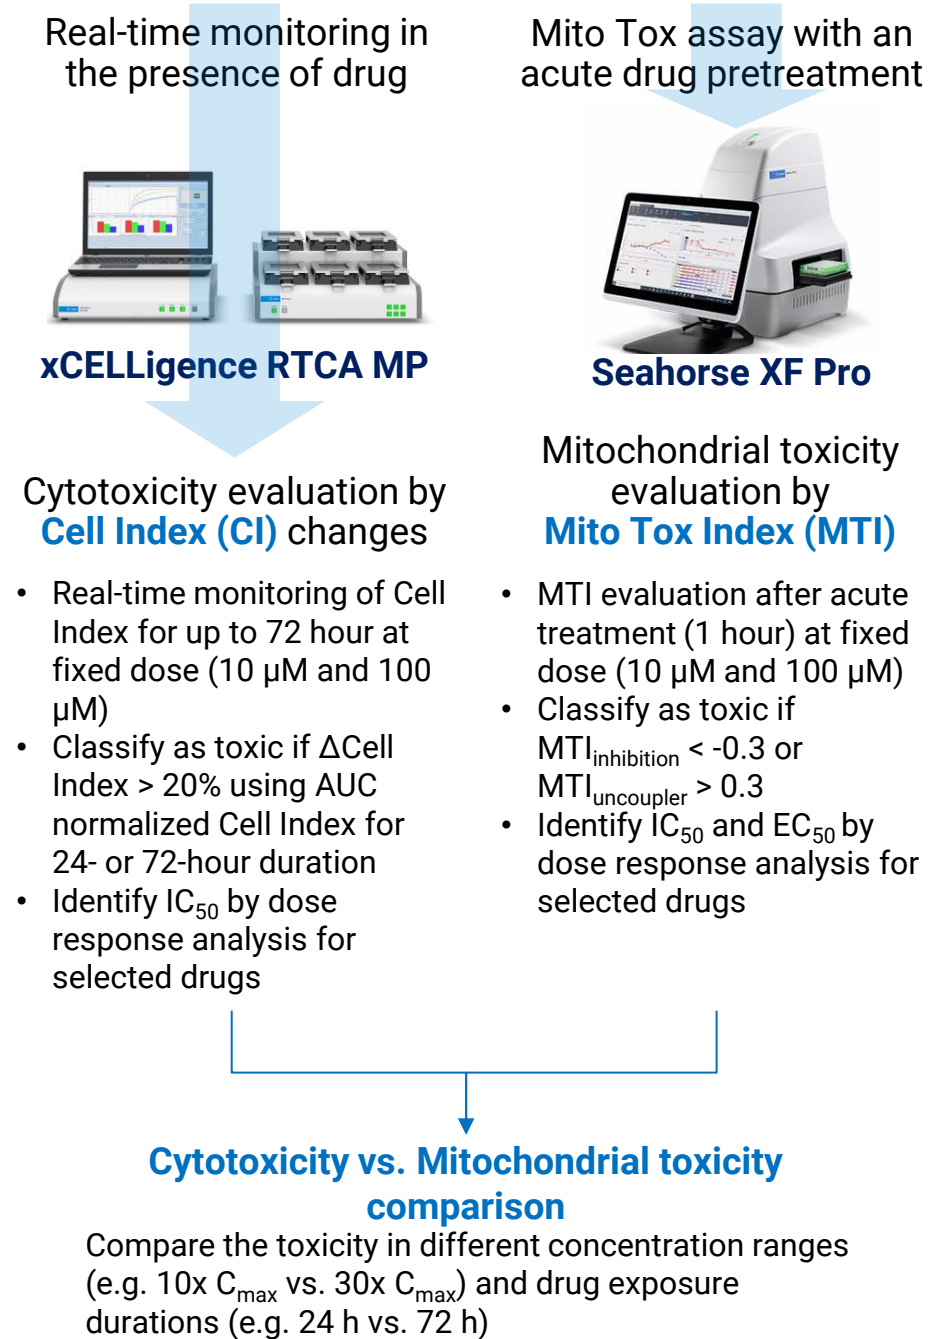 Real-time monitoring in
the presence of drug
xCELLigence RTCA MP
Cytotoxicity evaluation by
Cell Index (CI) changes
• Real-time monitoring of Cell
Index for up to 72 hour at
fixed dose (10 µM and 100
µM)
• Classify as toxic if ΔCell
Index > 20% using AUC
normalized Cell Index for
24- or 72-hour duration
• Identify IC50 by dose
response analysis for
selected drugs
Mito Tox assay with an
acute drug pretreatment
Seahorse XF Pro
Mitochondrial toxicity
evaluation by
Mito Tox Index (MTI)
• MTI evaluation after acute
treatment (1 hour) at fixed
dose (10 µM and 100 µM)
• Classify as toxic if
MTIinhibition < -0.3 or
MTIuncoupler > 0.3
• Identify IC50 and EC50 by
dose response analysis for
selected drugs
Cytotoxicity vs. Mitochondrial toxicity
comparison
Compare the toxicity in different concentration ranges
(e.g. 10x Cmax vs. 30x Cmax) and drug exposure
durations (e.g. 24 h vs. 72 h)